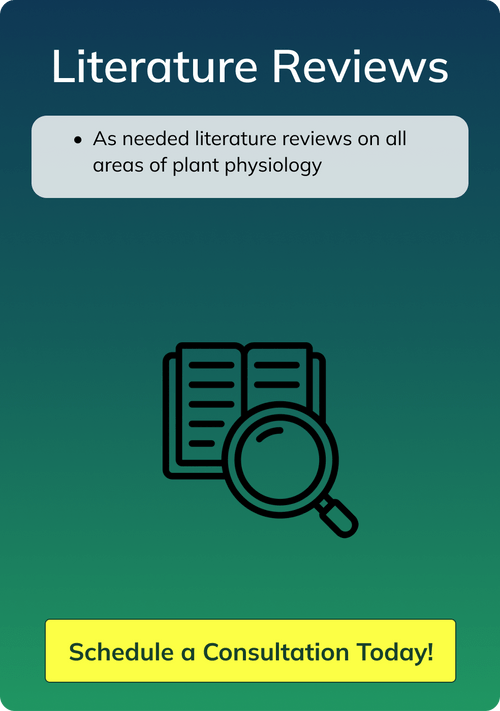 Literature Reviews
• As needed literature reviews on all
areas of plant physiology
Schedule a Consultation Today!